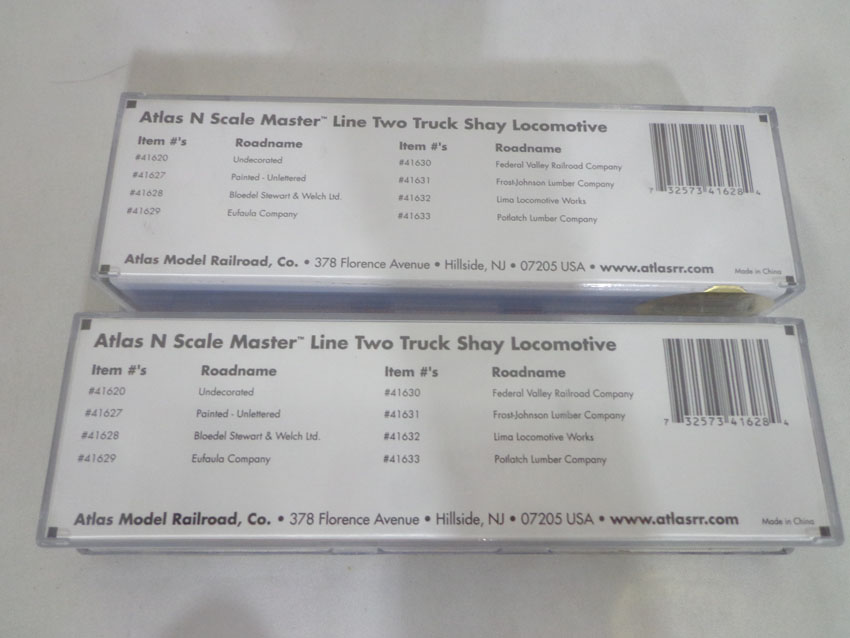 Atlas N Scale Master™ Line Two Truck Shay Locomotive
Item #'s Roadname Item #'s Roadname
#41620 Undecorated #41630 Federal Valley Railroad Company
#41627 Painted - Unlettered #41631 Frost-Johnson Lumber Company
#41628 Bloedel Stewart & Welch Ltd. #41632 Lima Locomotive Works
#41629 Eufaula Company #41633 Potlatch Lumber Company
7 32573 41628 4
Atlas Model Railroad, Co. • 378 Florence Avenue • Hillside, NJ • 07205 USA • www.atlasrr.com Made in China
Atlas N Scale Master™ Line Two Truck Shay Locomotive
Item #'s Roadname Item #'s Roadname
#41620 Undecorated #41630 Federal Valley Railroad Company
#41627 Painted - Unlettered #41631 Frost-Johnson Lumber Company
#41628 Bloedel Stewart & Welch Ltd. #41632 Lima Locomotive Works
#41629 Eufaula Company #41633 Potlatch Lumber Company
7 32573 41628 4
Atlas Model Railroad, Co. • 378 Florence Avenue • Hillside, NJ • 07205 USA • www.atlasrr.com Made in China